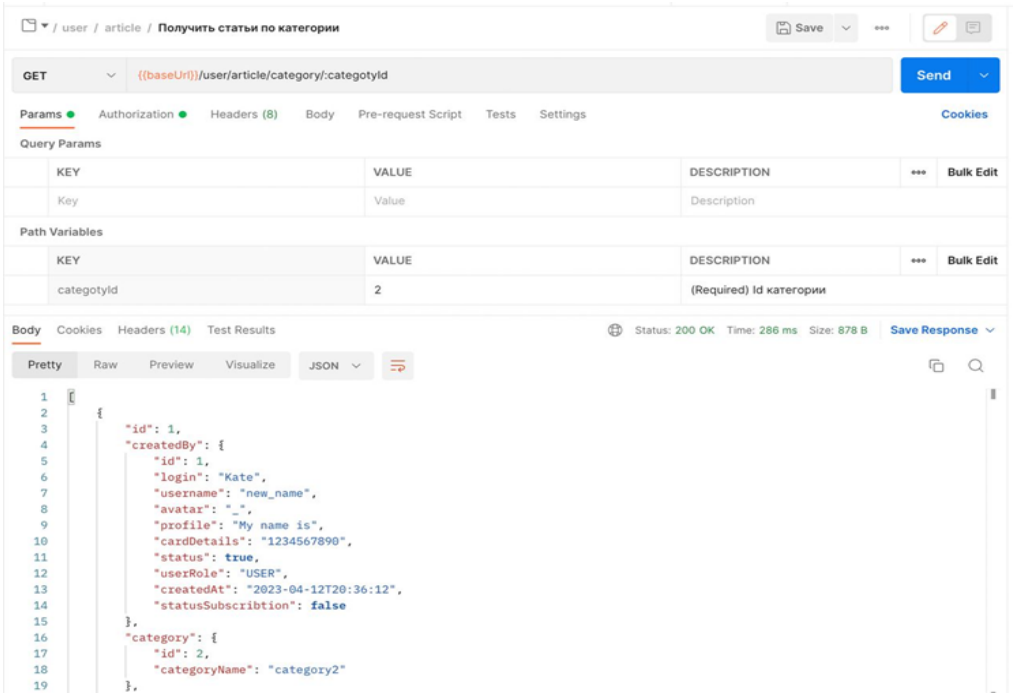 / user / article / Получить статьи по категории Save
GET {{baseUrl}}/user/article/category/:categotyId Send
Params Authorization Headers (8) Body Pre-request Script Tests Settings Cookies
Query Params
KEY VALUE DESCRIPTION Bulk Edit
Key Value Description
Path Variables
KEY VALUE DESCRIPTION Bulk Edit
categotyId 2 (Required) Id категории
Body Cookies Headers (14) Test Results Status: 200 OK Time: 286 ms Size: 878 B Save Response
Pretty Raw Preview Visualize JSON
1 [
2 {
3 "id": 1,
4 "createdBy": {
5 "id": 1,
6 "login": "Kate",
7 "username": "new_name",
8 "avatar": "_",
9 "profile": "My name is",
10 "cardDetails": "1234567890",
11 "status": true,
12 "userRole": "USER",
13 "createdAt": "2023-04-12T20:36:12",
14 "statusSubscribtion": false
15 },
16 "category": {
17 "id": 2,
18 "categoryName": "category2"
19 },